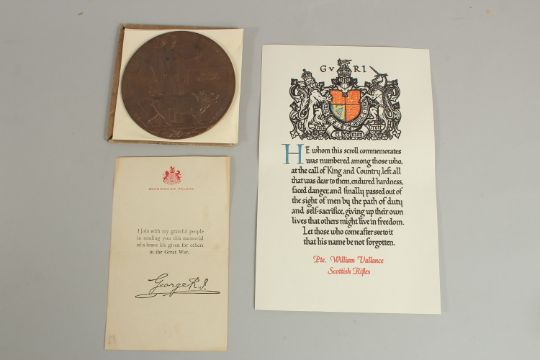 G V R I
HE whom this scroll commemorates
was numbered among those who,
at the call of King and Country, left all
that was dear to them, endured hardness,
faced danger, and finally passed out of
the sight of men by the path of duty
and self-sacrifice, giving up their own
lives that others might live in freedom.
Let those who come after see to it
that his name be not forgotten.
Pte. William Vallance
Scottish Rifles
BUCKINGHAM PALACE
I join with my grateful people
in sending you this memorial
of a brave life given for others
in the Great War.
George R.I.